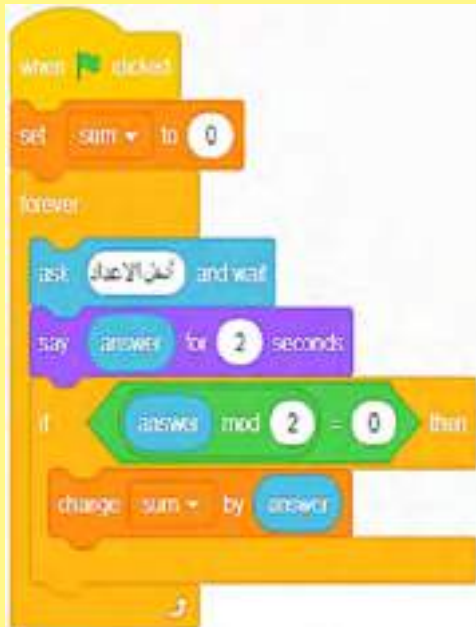 when clicked
set sum to 0
forever
ask أدخل الاعداد and wait
say answer for 2 seconds
if answer mod 2 = 0 then
change sum by answer